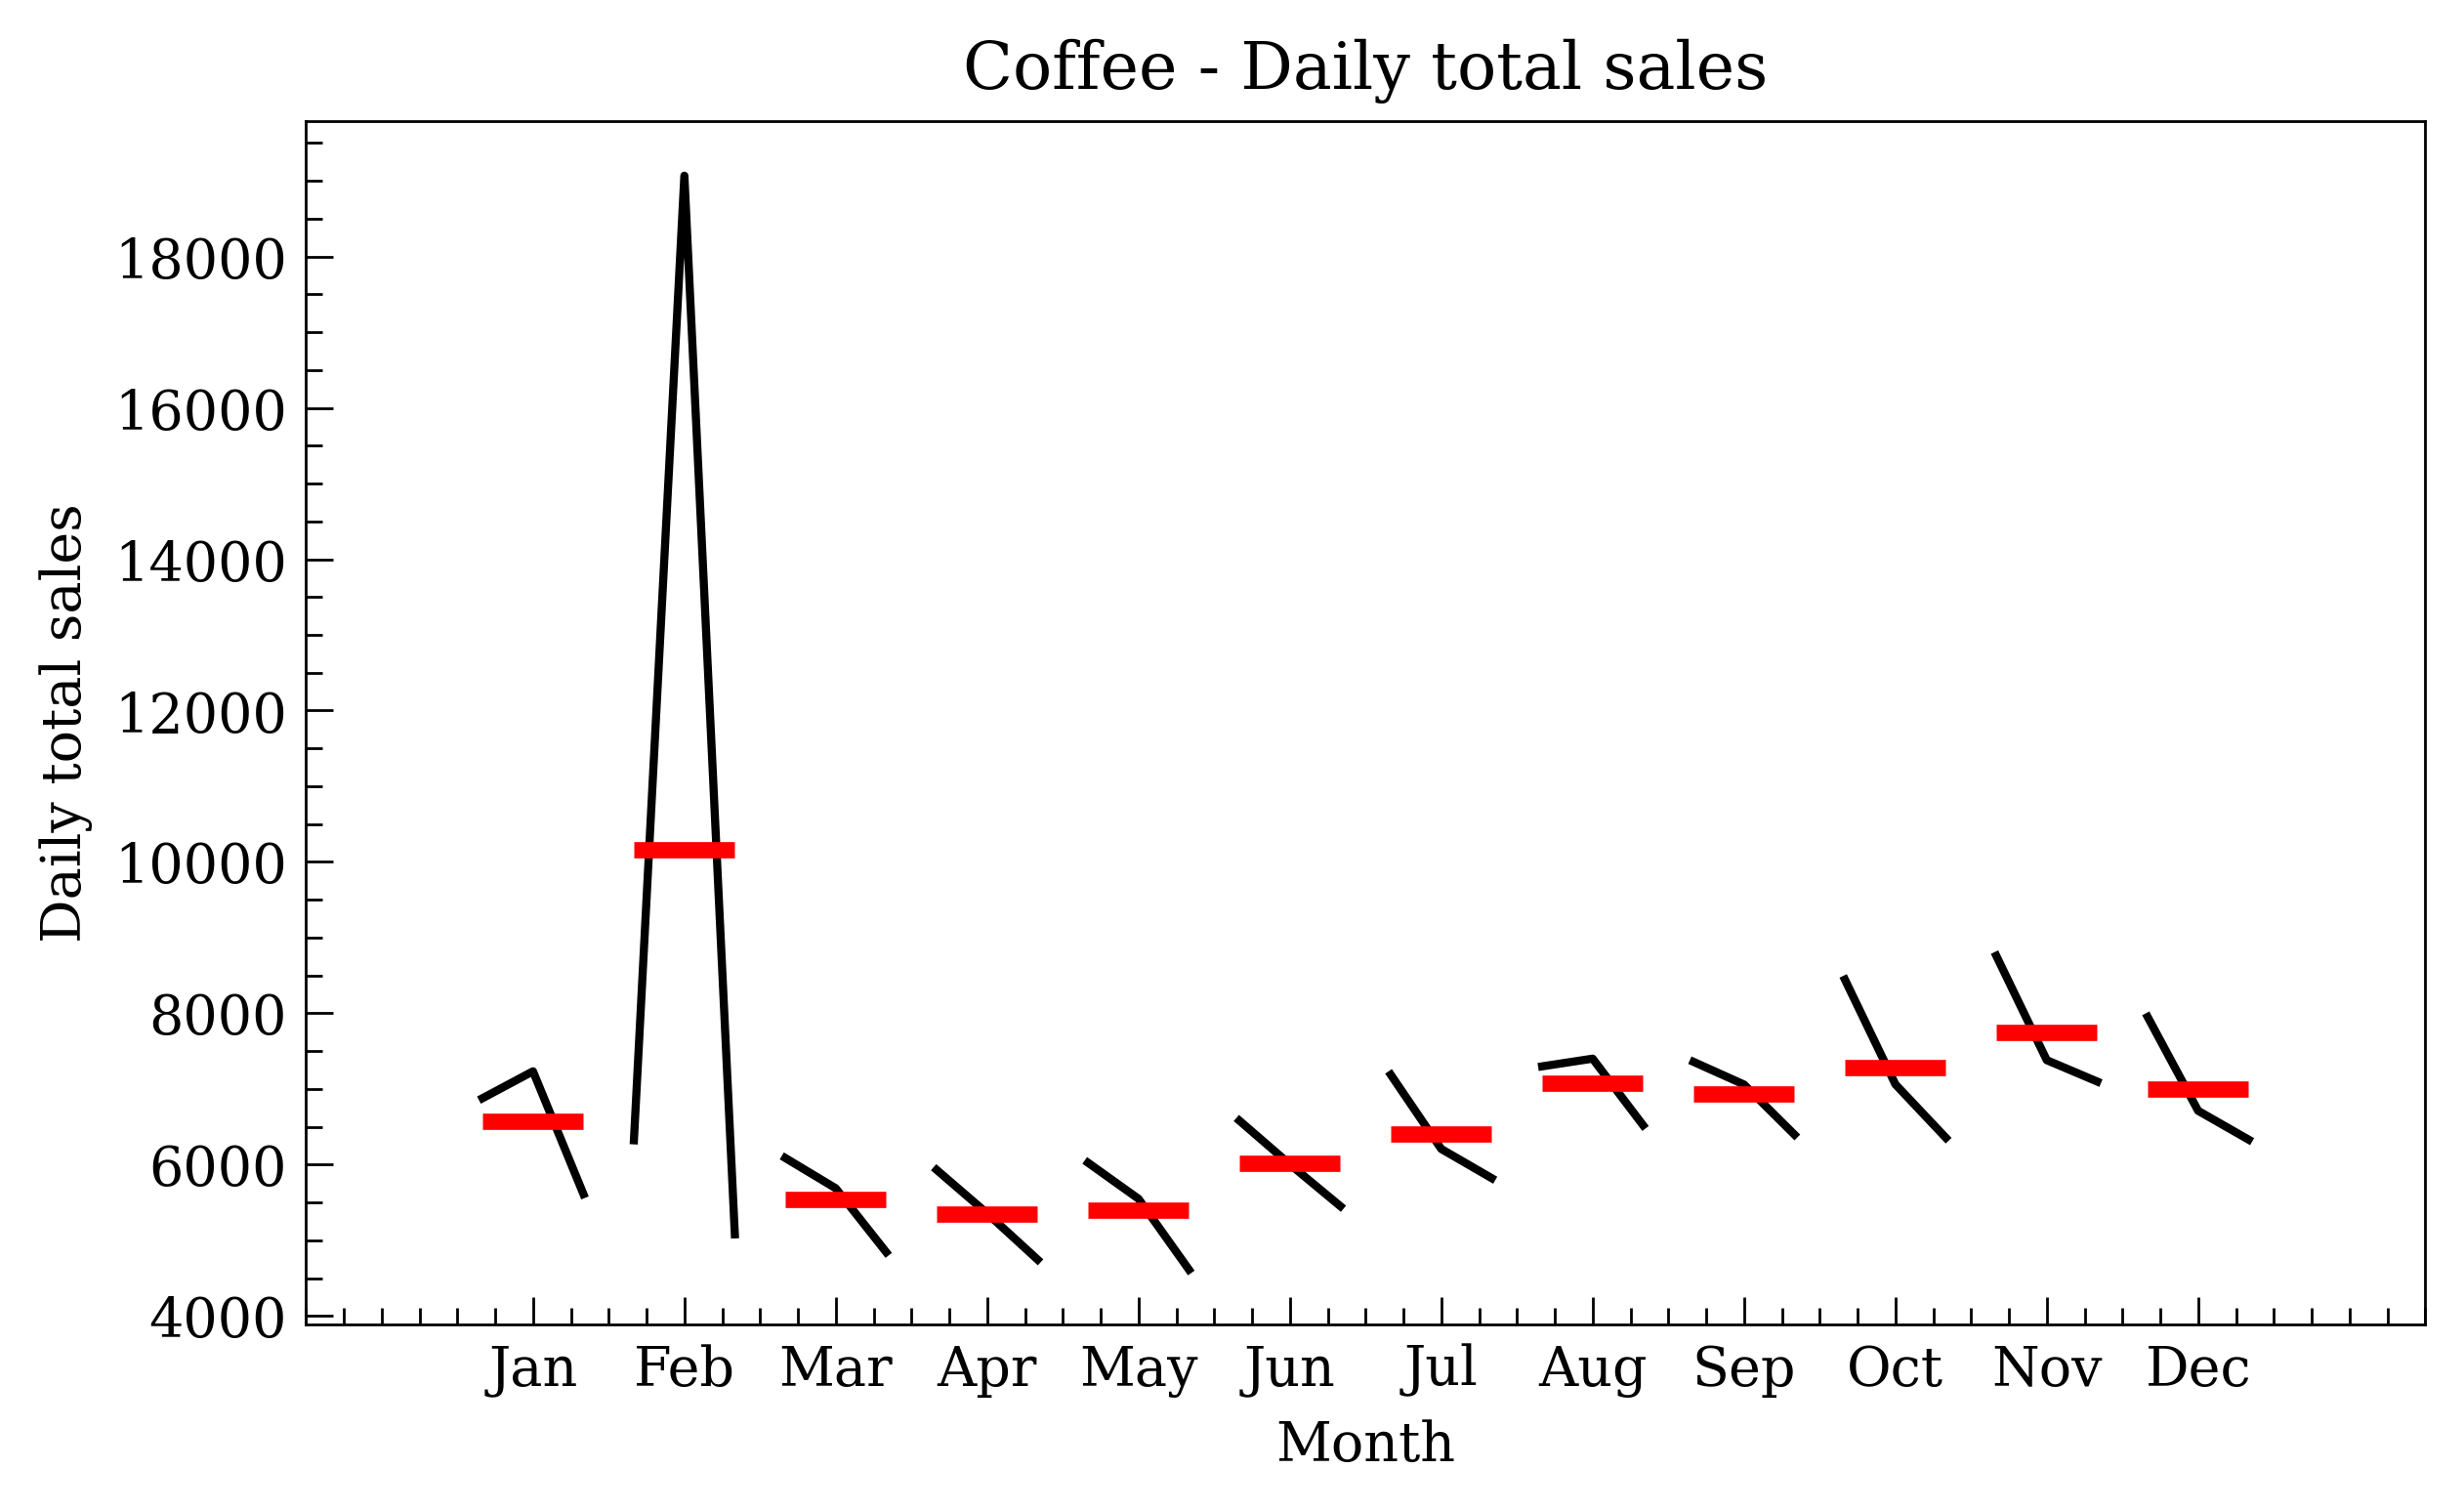 Coffee - Daily total sales
Daily total sales
18000
16000
14000
12000
10000
8000
6000
4000
Jan Feb Mar Apr May Jun Jul Aug Sep Oct Nov Dec
Month